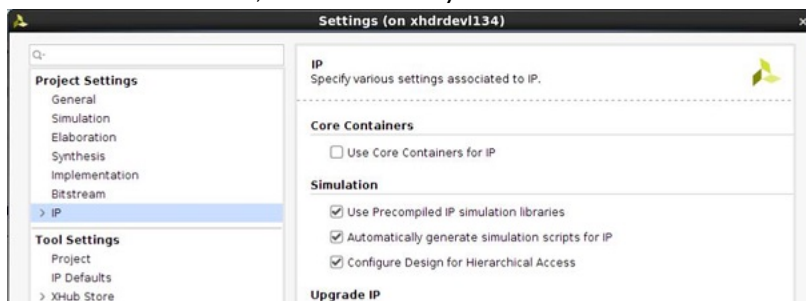 Settings (on xhdrdevl134)
Q-
Project Settings
General
Simulation
Elaboration
Synthesis
Implementation
Bitstream
> IP
Tool Settings
Project
IP Defaults
> XHub Store
IP
Specify various settings associated to IP.
Core Containers
Use Core Containers for IP
Simulation
Use Precompiled IP simulation libraries
Automatically generate simulation scripts for IP
Configure Design for Hierarchical Access
Upgrade IP